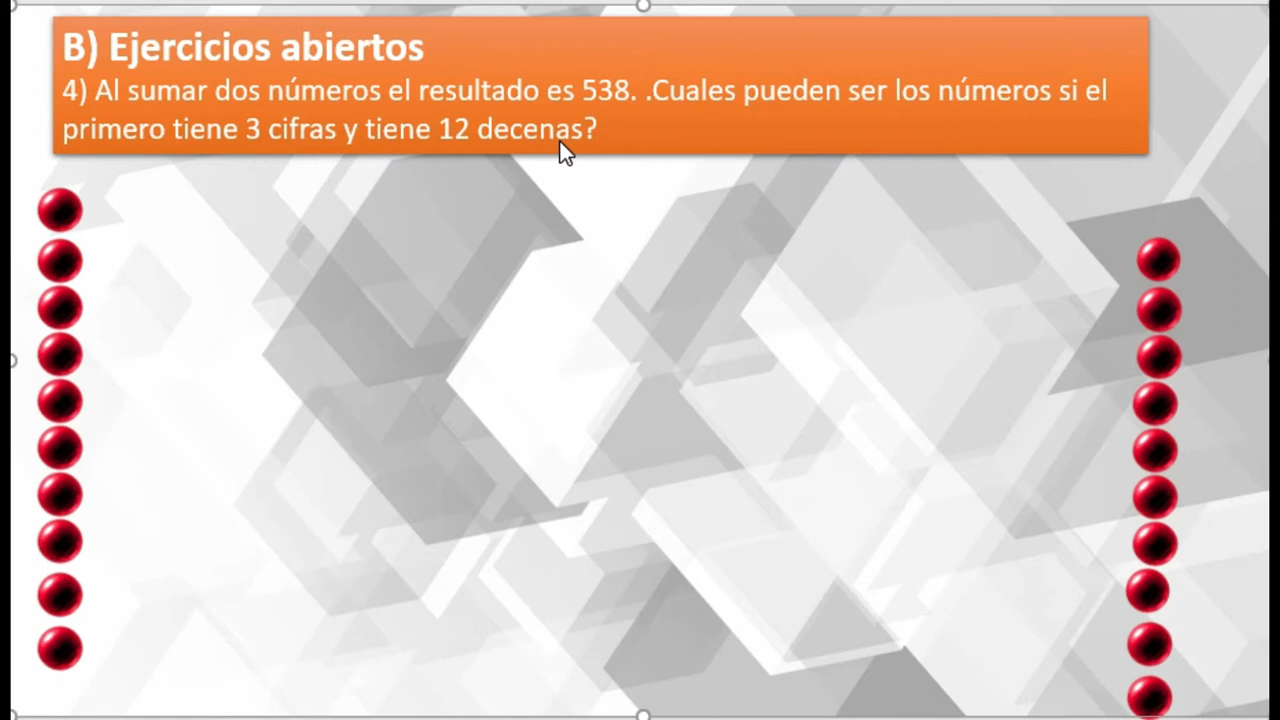 B) Ejercicios abiertos
4) Al sumar dos números el resultado es 538. .Cuales pueden ser los números si el
primero tiene 3 cifras y tiene 12 decenas?